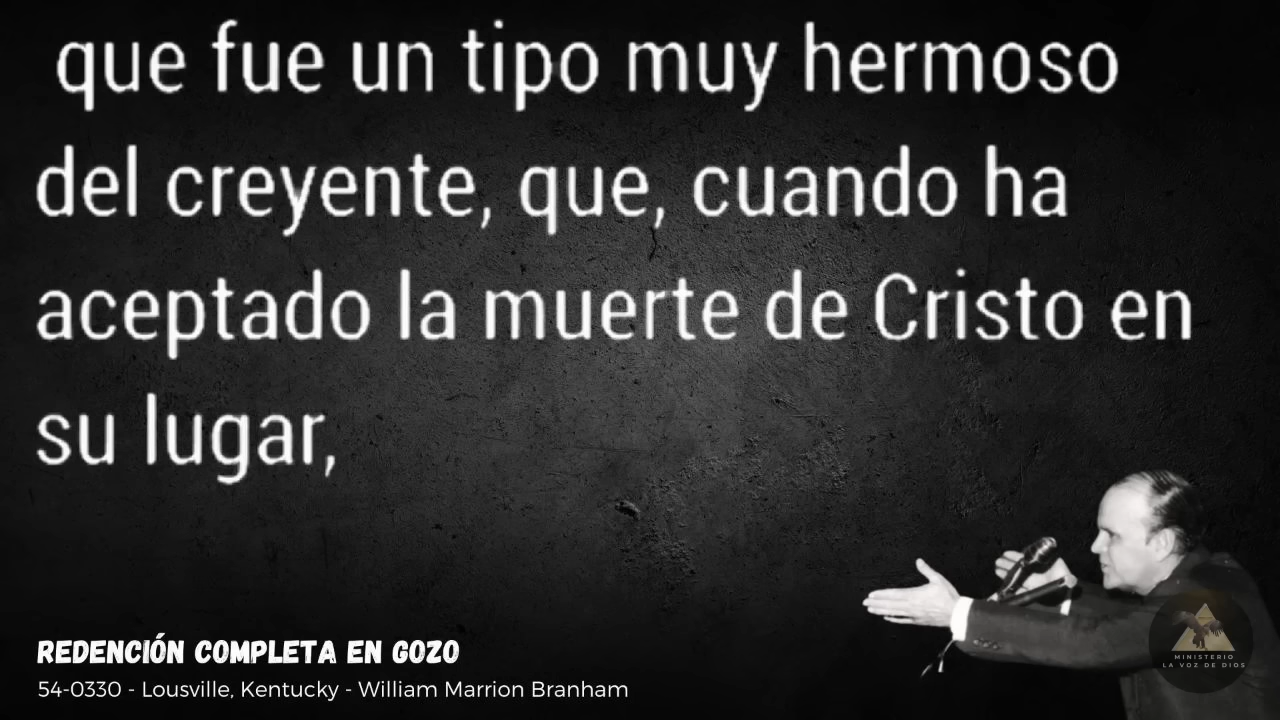 que fue un tipo muy hermoso
del creyente, que, cuando ha
aceptado la muerte de Cristo en
su lugar,
REDENCIÓN COMPLETA EN GOZO
54-0330 - Lousville, Kentucky - William Marrion Branham
MINISTERIO
LA VOZ DE DIOS